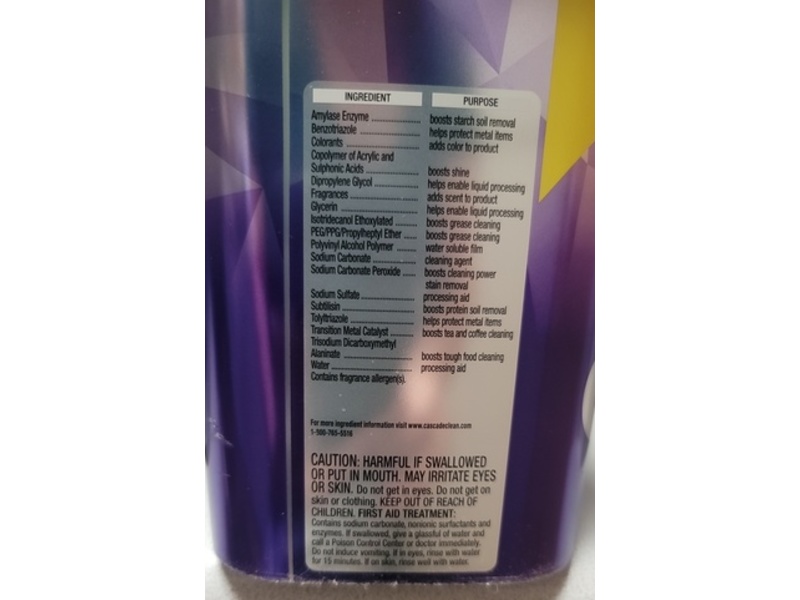 INGREDIENT PURPOSE
Amylase Enzyme ........................ boosts starch soil removal
Benzotriazole ........................ helps protect metal items
Colorants ........................ adds color to product
Copolymer of Acrylic and
Sulphonic Acids ........................ boosts shine
Dipropylene Glycol ........................ helps enable liquid processing
Fragrances ........................ adds scent to product
Glycerin ........................ helps enable liquid processing
Isotridecanol Ethoxylated ............ boosts grease cleaning
PEG/PPG/Propylheptyl Ether ...... boosts grease cleaning
Polyvinyl Alcohol Polymer ......... water soluble film
Sodium Carbonate ..................... cleaning agent
Sodium Carbonate Peroxide ..... boosts cleaning power
stain removal
Sodium Sulfate ........................ processing aid
Subtilisin ........................ boosts protein soil removal
Tolyltriazole ........................ helps protect metal items
Transition Metal Catalyst ......... boosts tea and coffee cleaning
Trisodium Dicarboxymethyl
Alaninate ........................ boosts tough food cleaning
Water ........................ processing aid
Contains fragrance allergen(s).
For more ingredient information visit www.cascadeclean.com
1-500-765-5516
CAUTION: HARMFUL IF SWALLOWED
OR PUT IN MOUTH. MAY IRRITATE EYES
OR SKIN. Do not get in eyes. Do not get on
skin or clothing. KEEP OUT OF REACH OF
CHILDREN. FIRST AID TREATMENT:
Contains sodium carbonate, nonionic surfactants and
enzymes. If swallowed, give a glassful of water and
call a Poison Control Center or doctor immediately.
Do not induce vomiting. If in eyes, rinse with water
for 15 minutes. If on skin, rinse well with water.